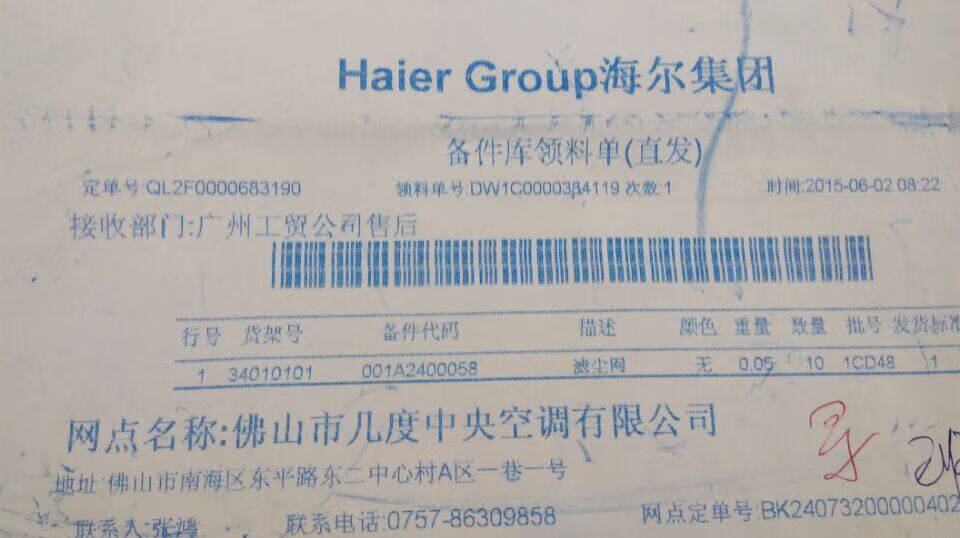 Haier Group海尔集团
备件库领料单(直发)
定单号:QL2F0000683190 领料单号:DW1C0000384119 次数:1 时间:2015-06-02 08:22
接收部门:广州工贸公司售后
行号 货架号 备件代码 描述 颜色 重量 数量 批号 发货标准
1 34010101 001A2400058 滤尘网 无 0.05 10 1CD48 1
网点名称:佛山市几度中央空调有限公司
地址:佛山市南海区东平路东二中心村A区一巷一号
联系人:张鸿 联系电话:0757-86309858 网点定单号:BK24073200000402